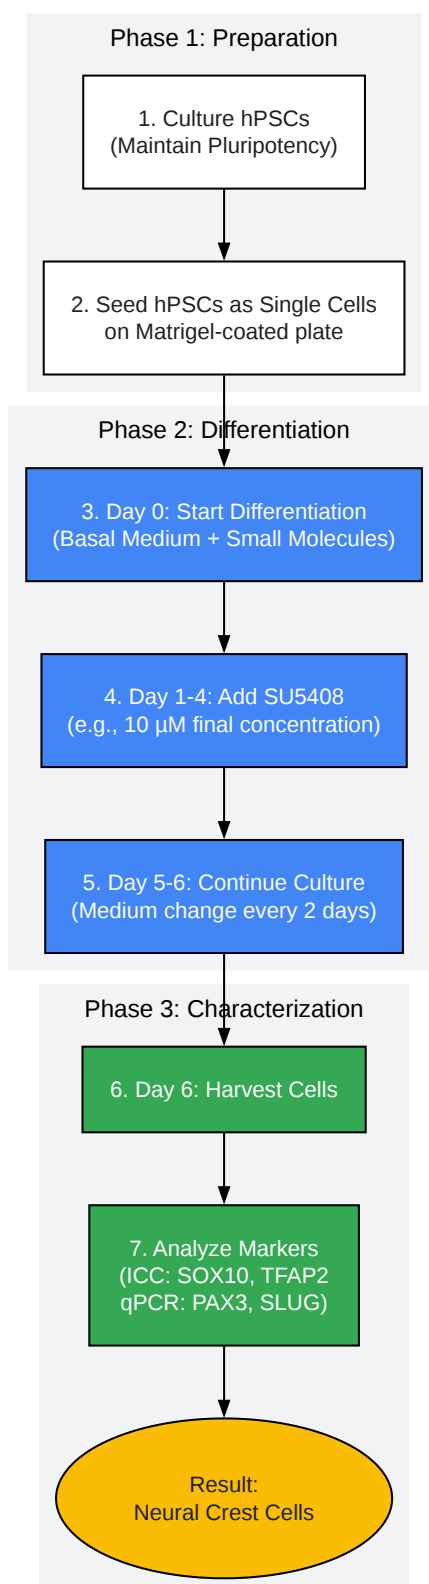 Phase 1: Preparation
1. Culture hPSCs
(Maintain Pluripotency)
2. Seed hPSCs as Single Cells
on Matrigel-coated plate
Phase 2: Differentiation
3. Day 0: Start Differentiation
(Basal Medium + Small Molecules)
4. Day 1-4: Add SU5408
(e.g., 10 µM final concentration)
5. Day 5-6: Continue Culture
(Medium change every 2 days)
Phase 3: Characterization
6. Day 6: Harvest Cells
7. Analyze Markers
(ICC: SOX10, TFAP2
qPCR: PAX3, SLUG)
Result:
Neural Crest Cells